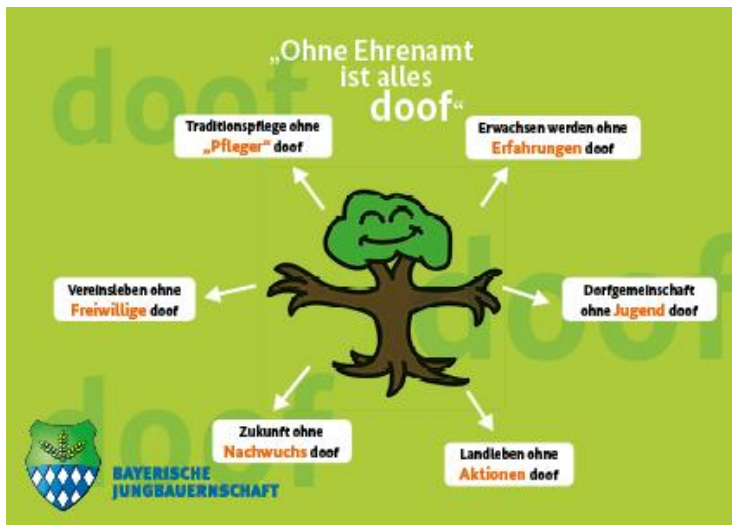 „Ohne Ehrenamt
ist alles
doof“
doof
Traditionspflege ohne
„Pfleger“ doof
Erwachsen werden ohne
Erfahrungen doof
Vereinsleben ohne
Freiwillige doof
Dorfgemeinschaft
ohne Jugend doof
doof
doof
Zukunft ohne
Nachwuchs doof
Landleben ohne
Aktionen doof
BAYERISCHE
JUNGBAUERNSCHAFT